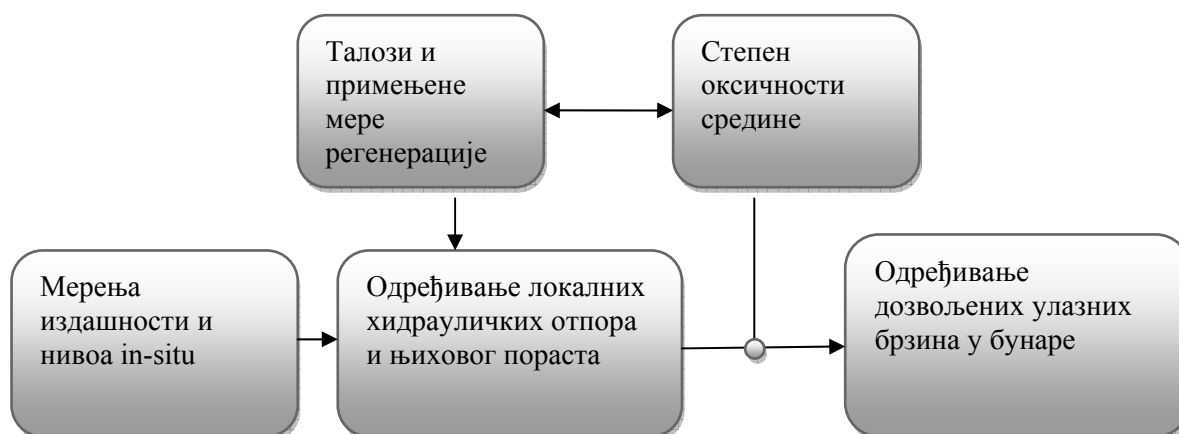 Талози и
примењене
мере
регенерације
Степен
оксичности
средине
Мерења
издашности и
нивоа in-situ
Одређивање локалних
хидрауличких отпора
и њиховог пораста
Одређивање
дозвољених улазних
брзина у бунаре